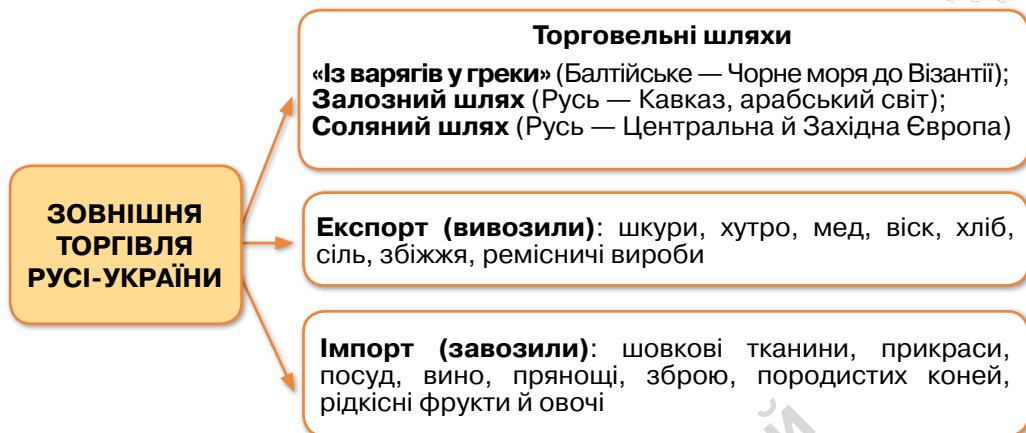 Торговельні шляхи
«Із варягів у греки» (Балтійське — Чорне моря до Візантії);
Залозний шлях (Русь — Кавказ, арабський світ);
Соляний шлях (Русь — Центральна й Західна Європа)
ЗОВНІШНЯ
ТОРГІВЛЯ
РУСІ-УКРАЇНИ
Експорт (вивозили): шкури, хутро, мед, віск, хліб,
сіль, збіжжя, ремісничі вироби
Імпорт (завозили): шовкові тканини, прикраси,
посуд, вино, прянощі, зброю, породистих коней,
рідкісні фрукти й овочі